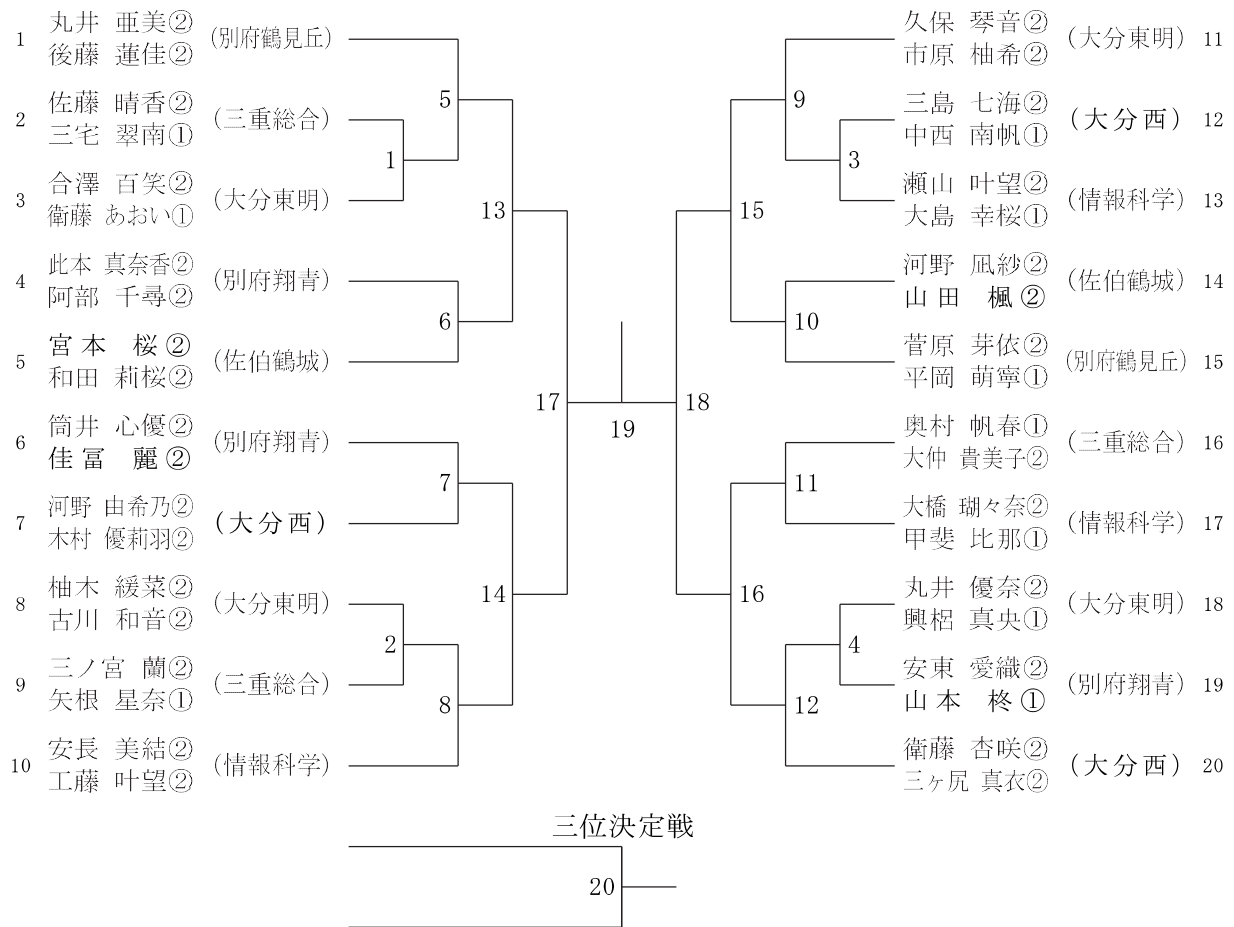 1 丸井 亜美② (別府鶴見丘)
後藤 蓮佳②
2 佐藤 晴香② (三重総合)
三宅 翠南①
3 合澤 百笑② (大分東明)
衛藤 あおい①
4 此本 真奈香② (別府翔青)
阿部 千尋②
5 宮本 桜② (佐伯鶴城)
和田 莉桜②
6 筒井 心優② (別府翔青)
佳冨 麗②
7 河野 由希乃② (大分西)
木村 優莉羽②
8 柚木 緩菜② (大分東明)
古川 和音②
9 三ノ宮 蘭② (三重総合)
矢根 星奈①
10 安長 美結② (情報科学)
工藤 叶望②
5
1
13
6
17
7
14
2
8
19
9
3
15
10
18
11
16
4
12
久保 琴音② (大分東明) 11
市原 柚希②
三島 七海② (大分西) 12
中西 南帆①
瀬山 叶望② (情報科学) 13
大島 幸桜①
河野 凪紗② (佐伯鶴城) 14
山田 楓②
菅原 芽依② (別府鶴見丘) 15
平岡 萌寧①
奥村 帆春① (三重総合) 16
大仲 貴美子②
大橋 瑚々奈② (情報科学) 17
甲斐 比那①
丸井 優奈② (大分東明) 18
興梠 真央①
安東 愛織② (別府翔青) 19
山本 柊①
衛藤 杏咲② (大分西) 20
三ヶ尻 真衣②
三位決定戦
20